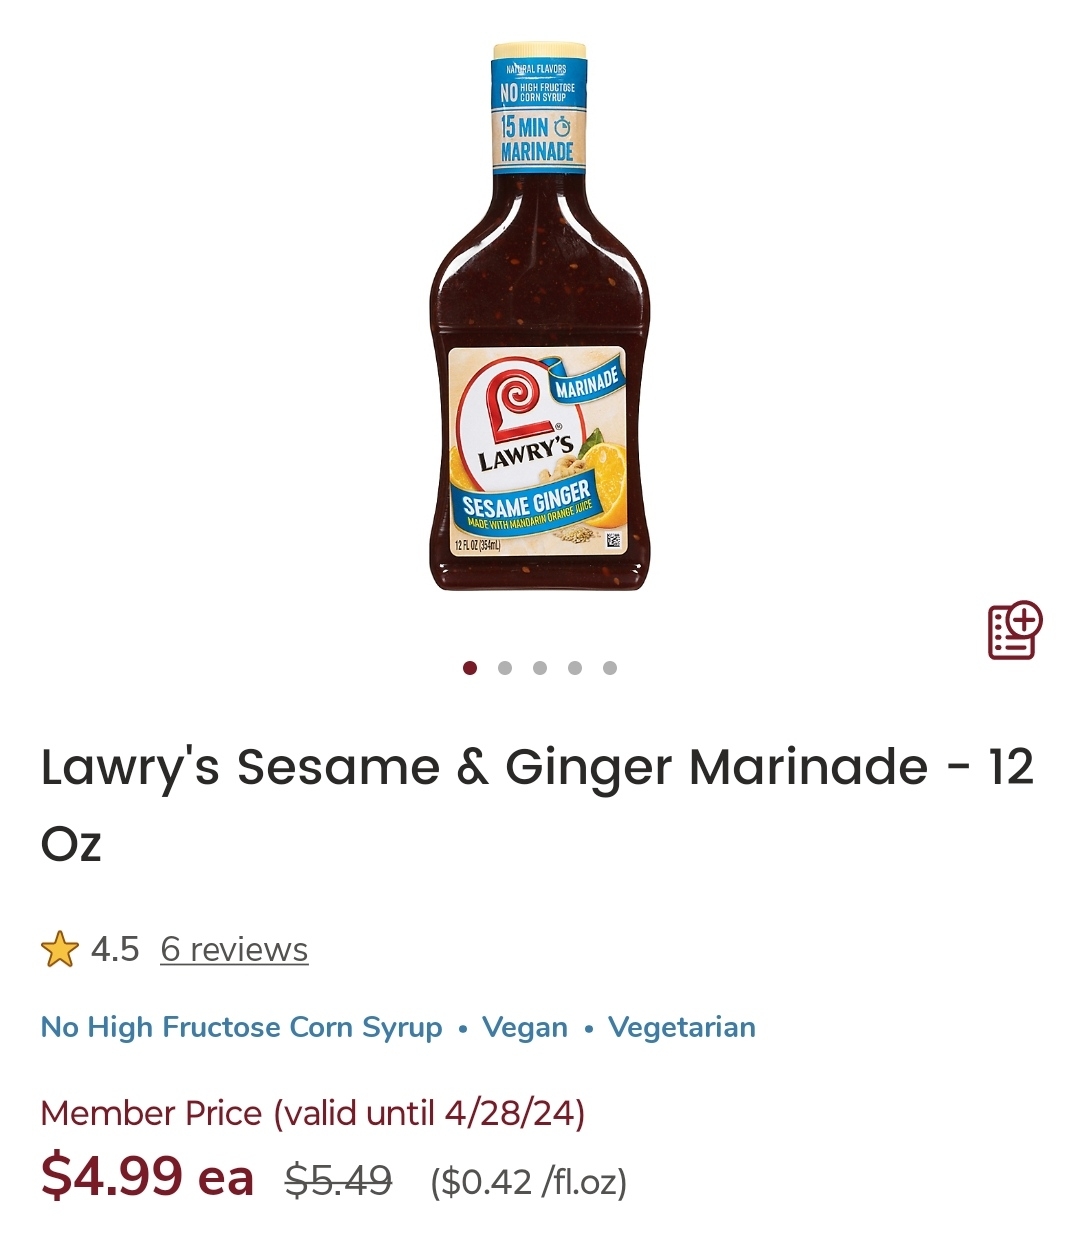 NATURAL FLAVORS
NO HIGH FRUCTOSE
CORN SYRUP
15 MIN
MARINADE
MARINADE
®
LAWRY'S
SESAME GINGER
MADE WITH MANDARIN ORANGE JUICE
12 FL OZ (354mL)
Lawry's Sesame & Ginger Marinade - 12
Oz
4.5 6 reviews
No High Fructose Corn Syrup • Vegan • Vegetarian
Member Price (valid until 4/28/24)
$4.99 ea $5.49 ($0.42 /fl.oz)